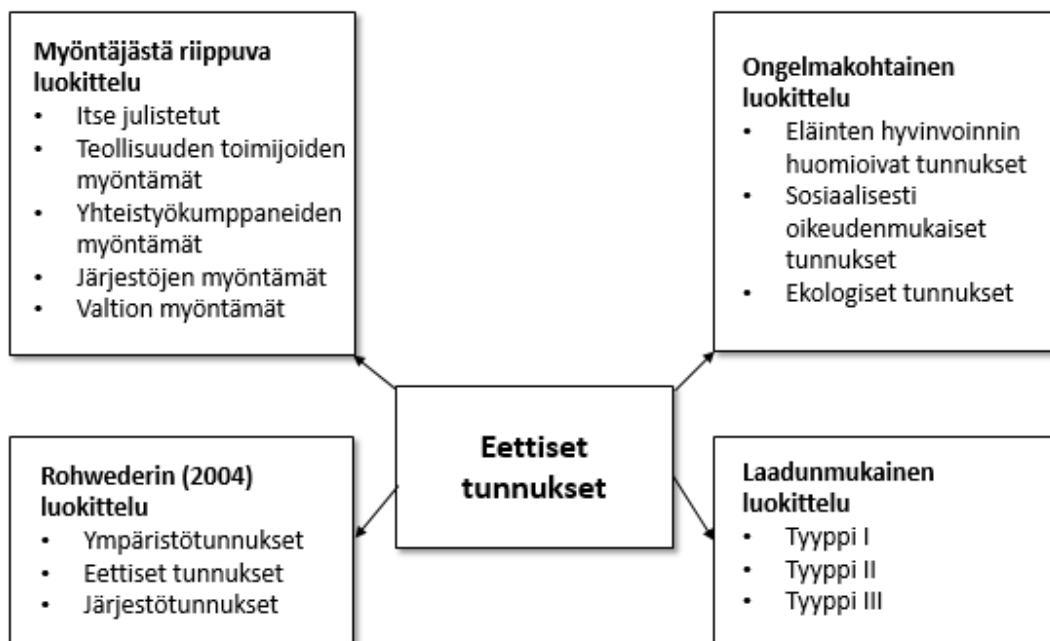 Myöntäjästä riippuva
luokittelu
• Itse julistetut
• Teollisuuden toimijoiden
myöntämät
• Yhteistyökumppaneiden
myöntämät
• Järjestöjen myöntämät
• Valtion myöntämät
Ongelmakohtainen
luokittelu
• Eläinten hyvinvoinnin
huomioivat tunnukset
• Sosiaalisesti
oikeudenmukaiset
tunnukset
• Ekologiset tunnukset
Eettiset
tunnukset
Rohwederin (2004)
luokittelu
• Ympäristötunnukset
• Eettiset tunnukset
• Järjestötunnukset
Laadunmukainen
luokittelu
• Tyyppi I
• Tyyppi II
• Tyyppi III